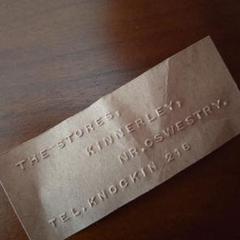 THE STORES,
KINNERLEY,
NR. OSWESTRY.
TEL. KNOCKIN 216